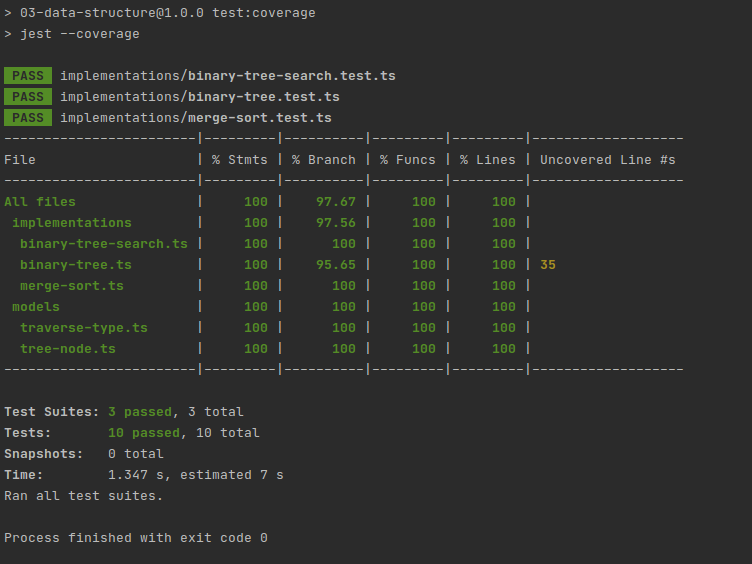 > 03-data-structure@1.0.0 test:coverage
> jest --coverage
PASS implementations/binary-tree-search.test.ts
PASS implementations/binary-tree.test.ts
PASS implementations/merge-sort.test.ts
------------------------|---------|----------|---------|---------|-------------------
File                    | % Stmts | % Branch | % Funcs | % Lines | Uncovered Line #s
------------------------|---------|----------|---------|---------|-------------------
All files               |     100 |    97.67 |     100 |     100 |
 implementations        |     100 |    97.56 |     100 |     100 |
  binary-tree-search.ts |     100 |      100 |     100 |     100 |
  binary-tree.ts        |     100 |    95.65 |     100 |     100 | 35
  merge-sort.ts         |     100 |      100 |     100 |     100 |
 models                 |     100 |      100 |     100 |     100 |
  traverse-type.ts      |     100 |      100 |     100 |     100 |
  tree-node.ts          |     100 |      100 |     100 |     100 |
------------------------|---------|----------|---------|---------|-------------------
Test Suites: 3 passed, 3 total
Tests:       10 passed, 10 total
Snapshots:   0 total
Time:        1.347 s, estimated 7 s
Ran all test suites.
Process finished with exit code 0